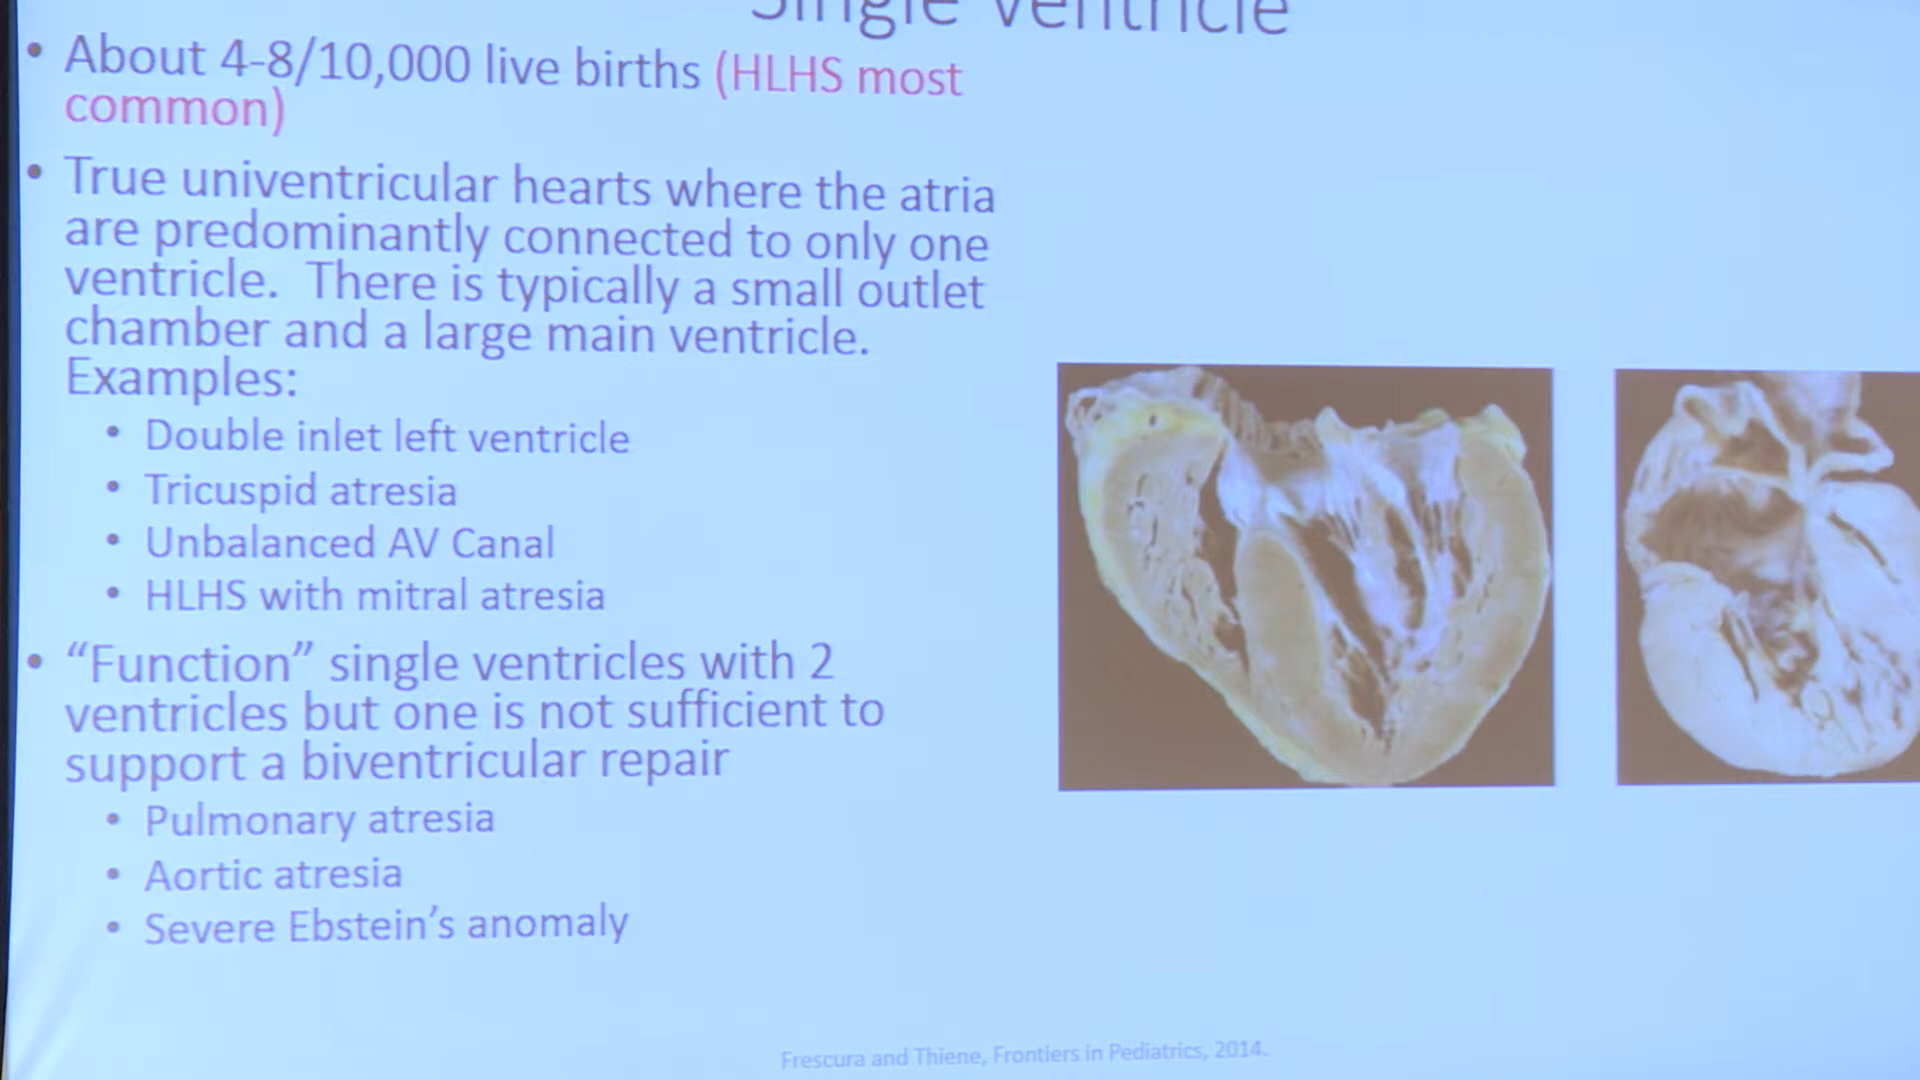 Single Ventricle
• About 4-8/10,000 live births (HLHS most
common)
• True univentricular hearts where the atria
are predominantly connected to only one
ventricle. There is typically a small outlet
chamber and a large main ventricle.
Examples:
• Double inlet left ventricle
• Tricuspid atresia
• Unbalanced AV Canal
• HLHS with mitral atresia
• “Function” single ventricles with 2
ventricles but one is not sufficient to
support a biventricular repair
• Pulmonary atresia
• Aortic atresia
• Severe Ebstein’s anomaly
Frescura and Thiene, Frontiers in Pediatrics, 2014.